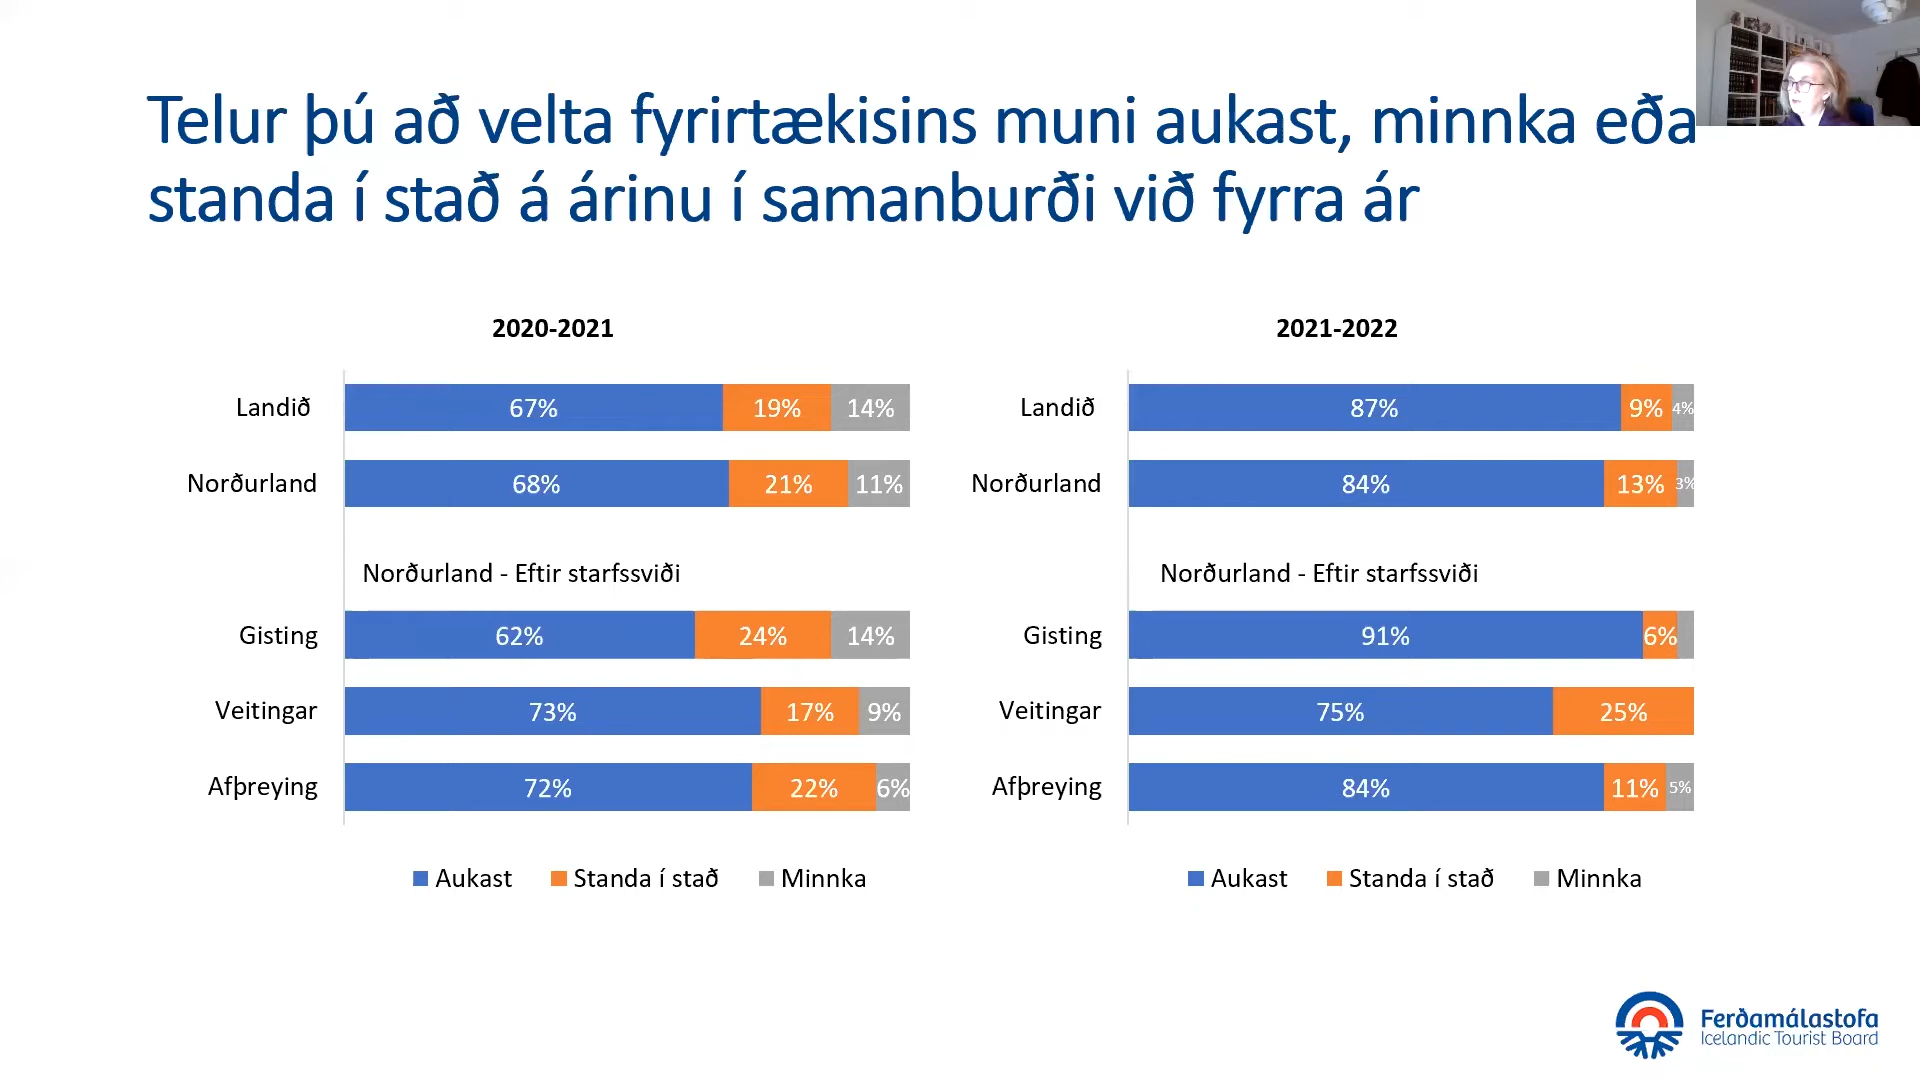 Telur þú að velta fyrirtækisins muni aukast, minnka eða
standa í stað á árinu í samanburði við fyrra ár
2020-2021
Landið 67% 19% 14%
Norðurland 68% 21% 11%
Norðurland - Eftir starfssviði
Gisting 62% 24% 14%
Veitingar 73% 17% 9%
Afþreying 72% 22% 6%
Aukast Standa í stað Minnka
2021-2022
Landið 87% 9% 4%
Norðurland 84% 13% 3%
Norðurland - Eftir starfssviði
Gisting 91% 6%
Veitingar 75% 25%
Afþreying 84% 11% 5%
Aukast Standa í stað Minnka
Ferðamálastofa
Icelandic Tourist Board